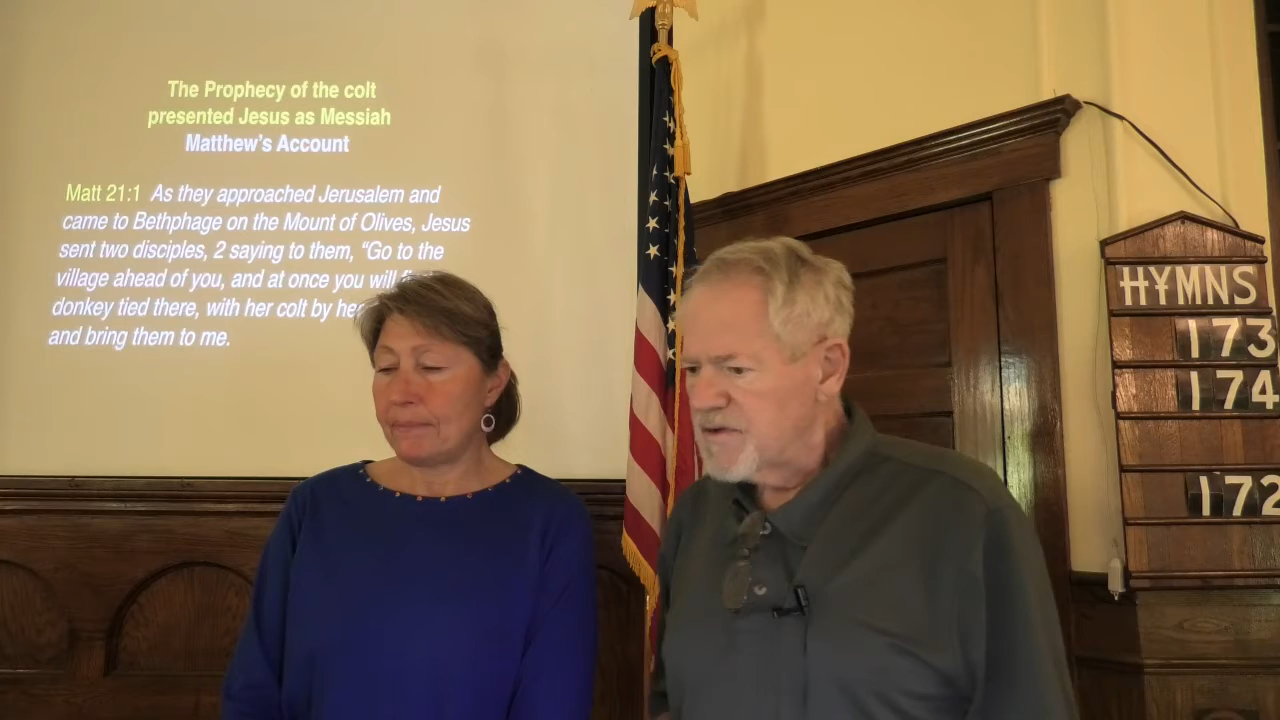 The Prophecy of the colt
presented Jesus as Messiah
Matthew's Account
Matt 21:1 As they approached Jerusalem and
came to Bethphage on the Mount of Olives, Jesus
sent two disciples, 2 saying to them, “Go to the
village ahead of you, and at once you will
donkey tied there, with her colt by
and bring them to me.
HYMNS
173
174
172